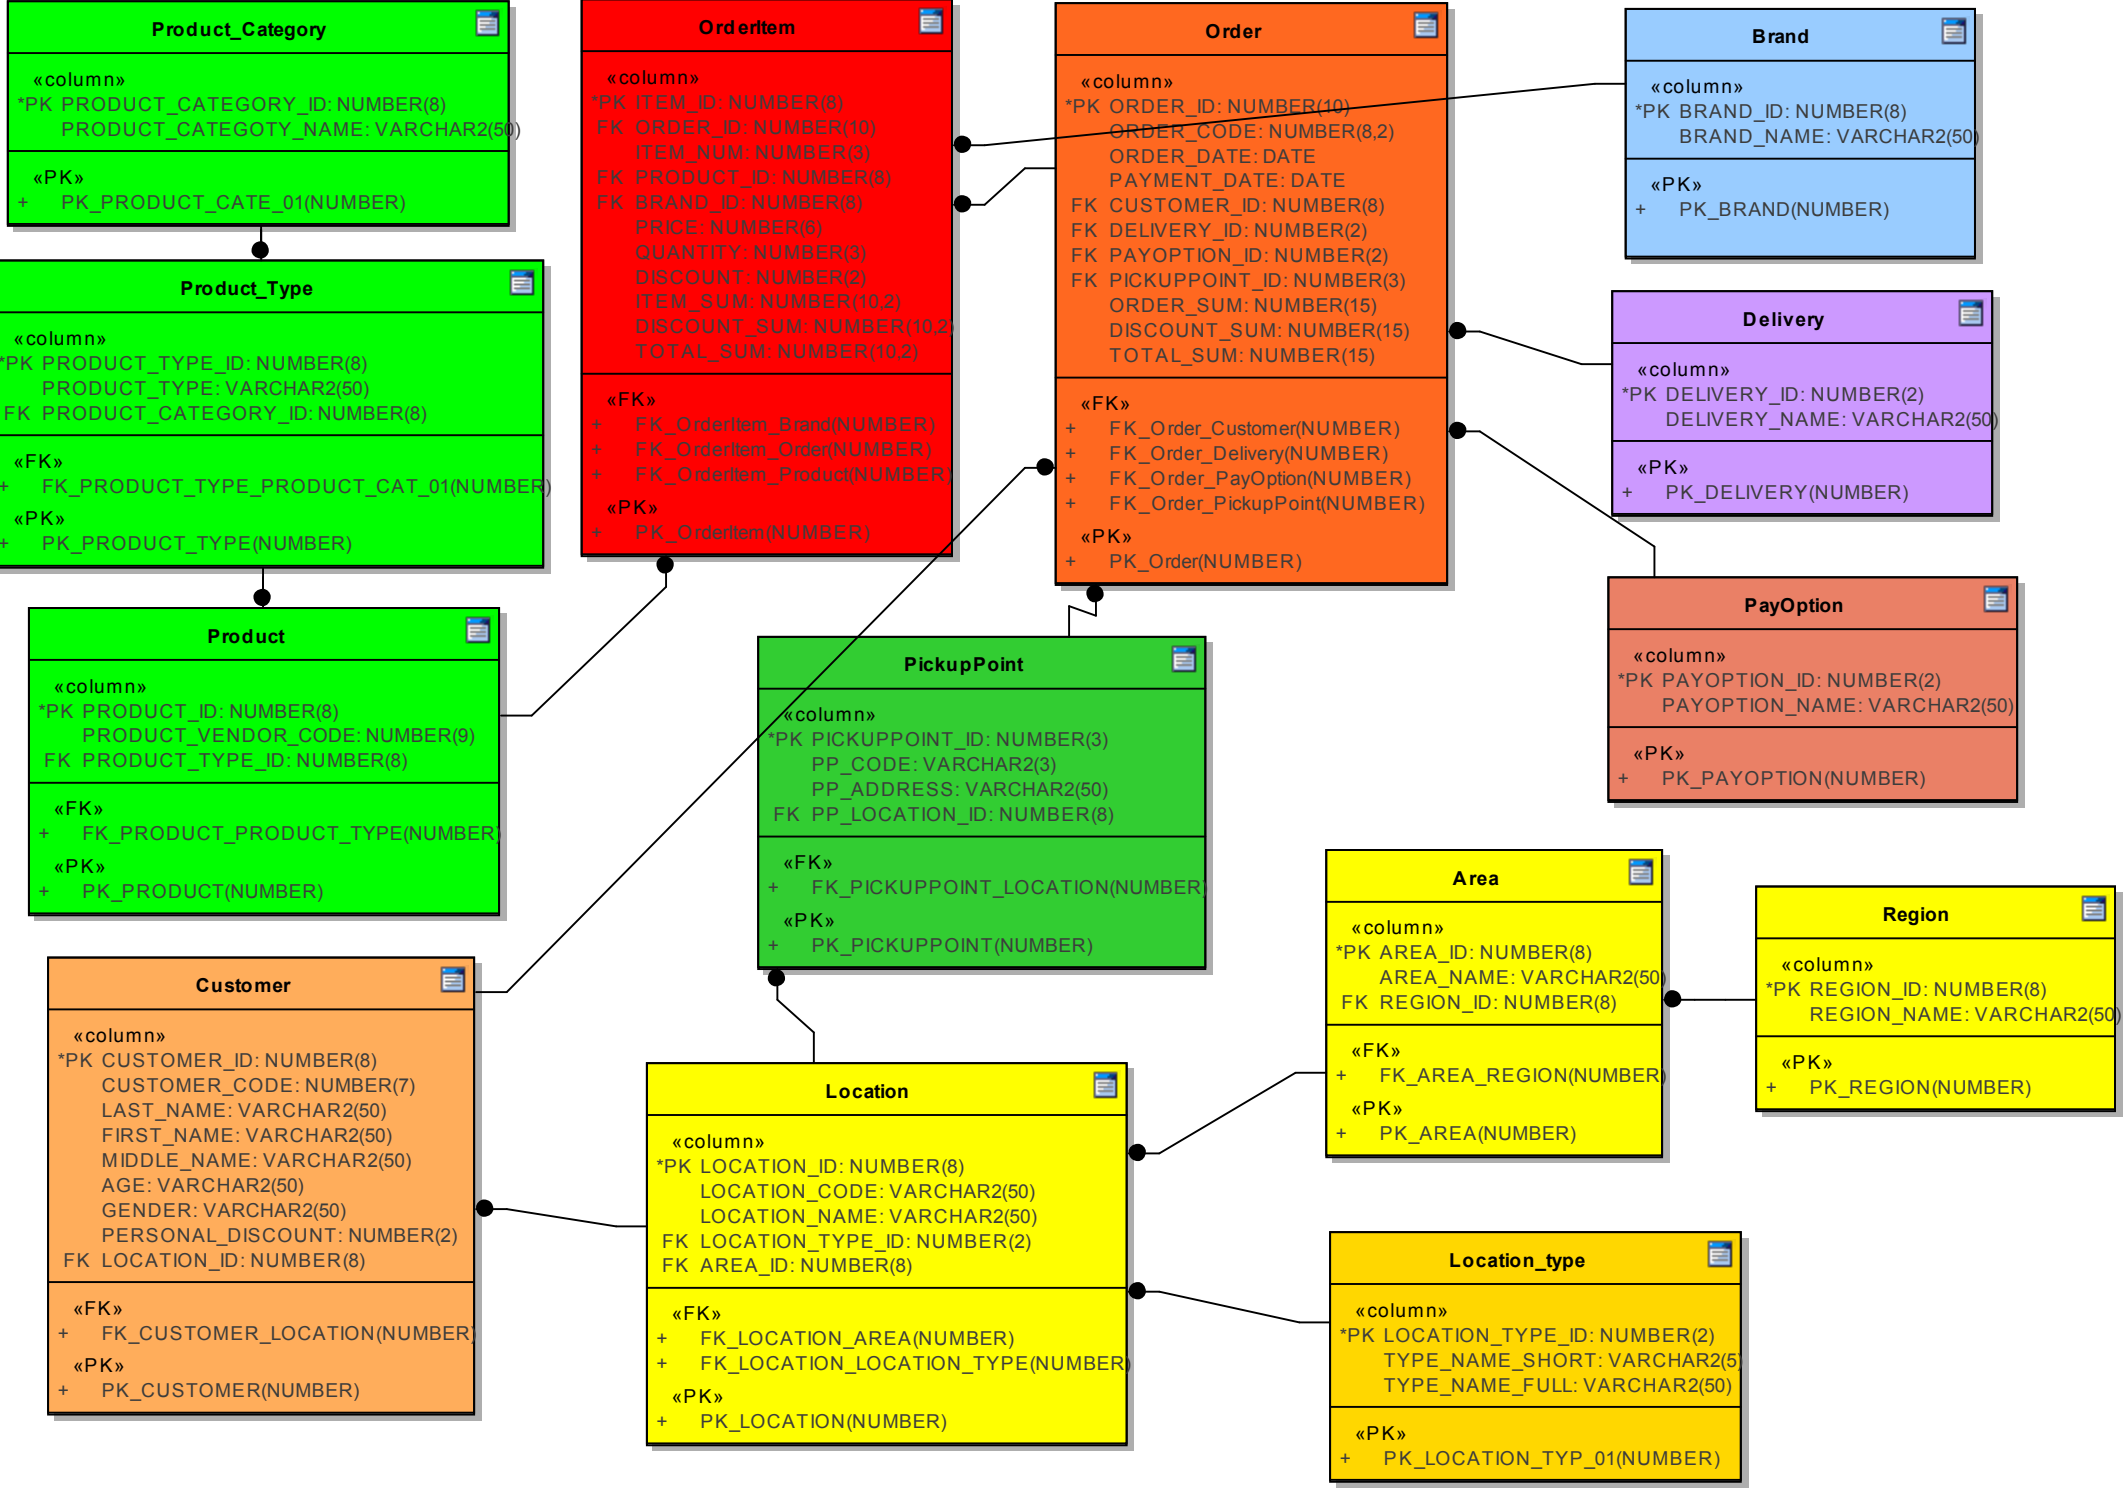 Product_Category
«column»
*PK PRODUCT_CATEGORY_ID: NUMBER(8)
PRODUCT_CATEGOTY_NAME: VARCHAR2(50)
«PK»
+ PK_PRODUCT_CATE_01(NUMBER)
Product_Type
«column»
*PK PRODUCT_TYPE_ID: NUMBER(8)
PRODUCT_TYPE: VARCHAR2(50)
FK PRODUCT_CATEGORY_ID: NUMBER(8)
«FK»
+ FK_PRODUCT_TYPE_PRODUCT_CAT_01(NUMBER)
«PK»
+ PK_PRODUCT_TYPE(NUMBER)
Product
«column»
*PK PRODUCT_ID: NUMBER(8)
PRODUCT_VENDOR_CODE: NUMBER(9)
FK PRODUCT_TYPE_ID: NUMBER(8)
«FK»
+ FK_PRODUCT_PRODUCT_TYPE(NUMBER)
«PK»
+ PK_PRODUCT(NUMBER)
Customer
«column»
*PK CUSTOMER_ID: NUMBER(8)
CUSTOMER_CODE: NUMBER(7)
LAST_NAME: VARCHAR2(50)
FIRST_NAME: VARCHAR2(50)
MIDDLE_NAME: VARCHAR2(50)
AGE: VARCHAR2(50)
GENDER: VARCHAR2(50)
PERSONAL_DISCOUNT: NUMBER(2)
FK LOCATION_ID: NUMBER(8)
«FK»
+ FK_CUSTOMER_LOCATION(NUMBER)
«PK»
+ PK_CUSTOMER(NUMBER)
OrderItem
«column»
*PK ITEM_ID: NUMBER(8)
FK ORDER_ID: NUMBER(10)
ITEM_NUM: NUMBER(3)
FK PRODUCT_ID: NUMBER(8)
FK BRAND_ID: NUMBER(8)
PRICE: NUMBER(6)
QUANTITY: NUMBER(3)
DISCOUNT: NUMBER(2)
ITEM_SUM: NUMBER(10,2)
DISCOUNT_SUM: NUMBER(10,2)
TOTAL_SUM: NUMBER(10,2)
«FK»
+ FK_OrderItem_Brand(NUMBER)
+ FK_OrderItem_Order(NUMBER)
+ FK_OrderItem_Product(NUMBER)
«PK»
+ PK_OrderItem(NUMBER)
Order
«column»
*PK ORDER_ID: NUMBER(10)
ORDER_CODE: NUMBER(8,2)
ORDER_DATE: DATE
PAYMENT_DATE: DATE
FK CUSTOMER_ID: NUMBER(8)
FK DELIVERY_ID: NUMBER(2)
FK PAYOPTION_ID: NUMBER(2)
FK PICKUPPOINT_ID: NUMBER(3)
ORDER_SUM: NUMBER(15)
DISCOUNT_SUM: NUMBER(15)
TOTAL_SUM: NUMBER(15)
«FK»
+ FK_Order_Customer(NUMBER)
+ FK_Order_Delivery(NUMBER)
+ FK_Order_PayOption(NUMBER)
+ FK_Order_PickupPoint(NUMBER)
«PK»
+ PK_Order(NUMBER)
Brand
«column»
*PK BRAND_ID: NUMBER(8)
BRAND_NAME: VARCHAR2(50)
«PK»
+ PK_BRAND(NUMBER)
Delivery
«column»
*PK DELIVERY_ID: NUMBER(2)
DELIVERY_NAME: VARCHAR2(50)
«PK»
+ PK_DELIVERY(NUMBER)
PayOption
«column»
*PK PAYOPTION_ID: NUMBER(2)
PAYOPTION_NAME: VARCHAR2(50)
«PK»
+ PK_PAYOPTION(NUMBER)
PickupPoint
«column»
*PK PICKUPPOINT_ID: NUMBER(3)
PP_CODE: VARCHAR2(3)
PP_ADDRESS: VARCHAR2(50)
FK PP_LOCATION_ID: NUMBER(8)
«FK»
+ FK_PICKUPPOINT_LOCATION(NUMBER)
«PK»
+ PK_PICKUPPOINT(NUMBER)
Location
«column»
*PK LOCATION_ID: NUMBER(8)
LOCATION_CODE: VARCHAR2(50)
LOCATION_NAME: VARCHAR2(50)
FK LOCATION_TYPE_ID: NUMBER(2)
FK AREA_ID: NUMBER(8)
«FK»
+ FK_LOCATION_AREA(NUMBER)
+ FK_LOCATION_LOCATION_TYPE(NUMBER)
«PK»
+ PK_LOCATION(NUMBER)
Area
«column»
*PK AREA_ID: NUMBER(8)
AREA_NAME: VARCHAR2(50)
FK REGION_ID: NUMBER(8)
«FK»
+ FK_AREA_REGION(NUMBER)
«PK»
+ PK_AREA(NUMBER)
Region
«column»
*PK REGION_ID: NUMBER(8)
REGION_NAME: VARCHAR2(50)
«PK»
+ PK_REGION(NUMBER)
Location_type
«column»
*PK LOCATION_TYPE_ID: NUMBER(2)
TYPE_NAME_SHORT: VARCHAR2(5)
TYPE_NAME_FULL: VARCHAR2(50)
«PK»
+ PK_LOCATION_TYP_01(NUMBER)